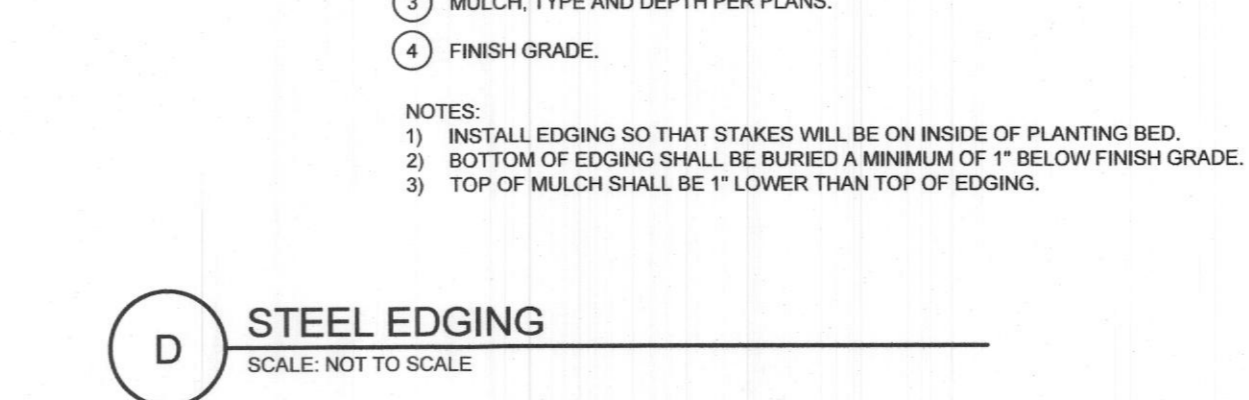 3 MULCH, TYPE AND DEPTH PER PLANS.
4 FINISH GRADE.
NOTES:
1) INSTALL EDGING SO THAT STAKES WILL BE ON INSIDE OF PLANTING BED.
2) BOTTOM OF EDGING SHALL BE BURIED A MINIMUM OF 1" BELOW FINISH GRADE.
3) TOP OF MULCH SHALL BE 1" LOWER THAN TOP OF EDGING.
D STEEL EDGING
SCALE: NOT TO SCALE